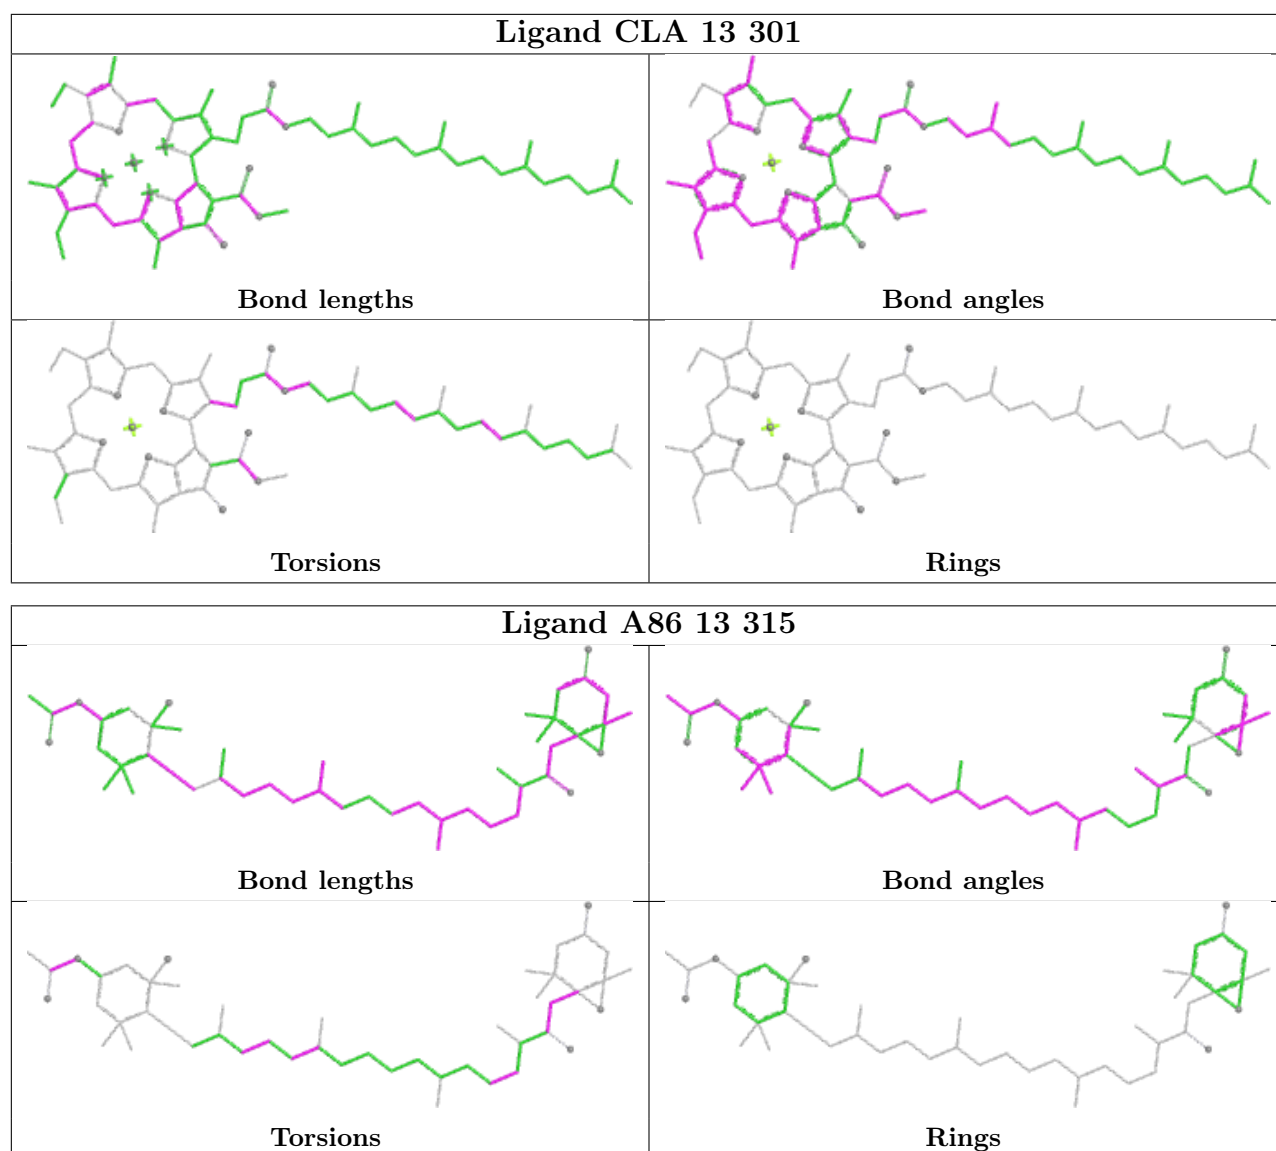 Ligand CLA 13 301
Bond lengths
Bond angles
Torsions
Rings
Ligand A86 13 315
Bond lengths
Bond angles
Torsions
Rings